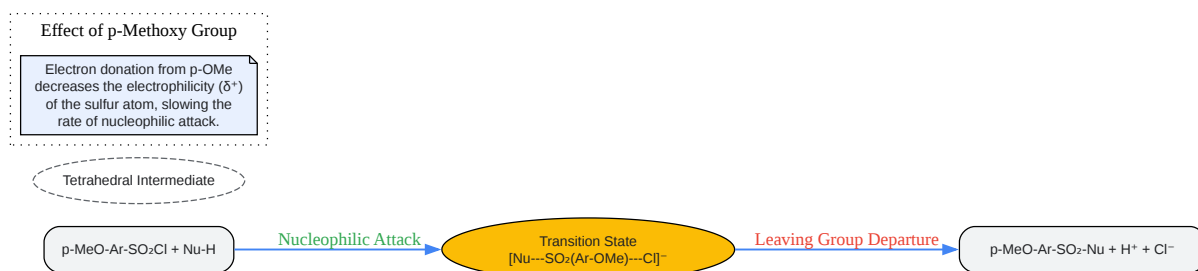 Effect of p-Methoxy Group
Electron donation from p-OMe
decreases the electrophilicity (δ⁺)
of the sulfur atom, slowing the
rate of nucleophilic attack.
Tetrahedral Intermediate
p-MeO-Ar-SO₂Cl + Nu-H
Nucleophilic Attack
Transition State
[Nu---SO₂(Ar-OMe)---Cl]⁻
Leaving Group Departure
p-MeO-Ar-SO₂-Nu + H⁺ + Cl⁻